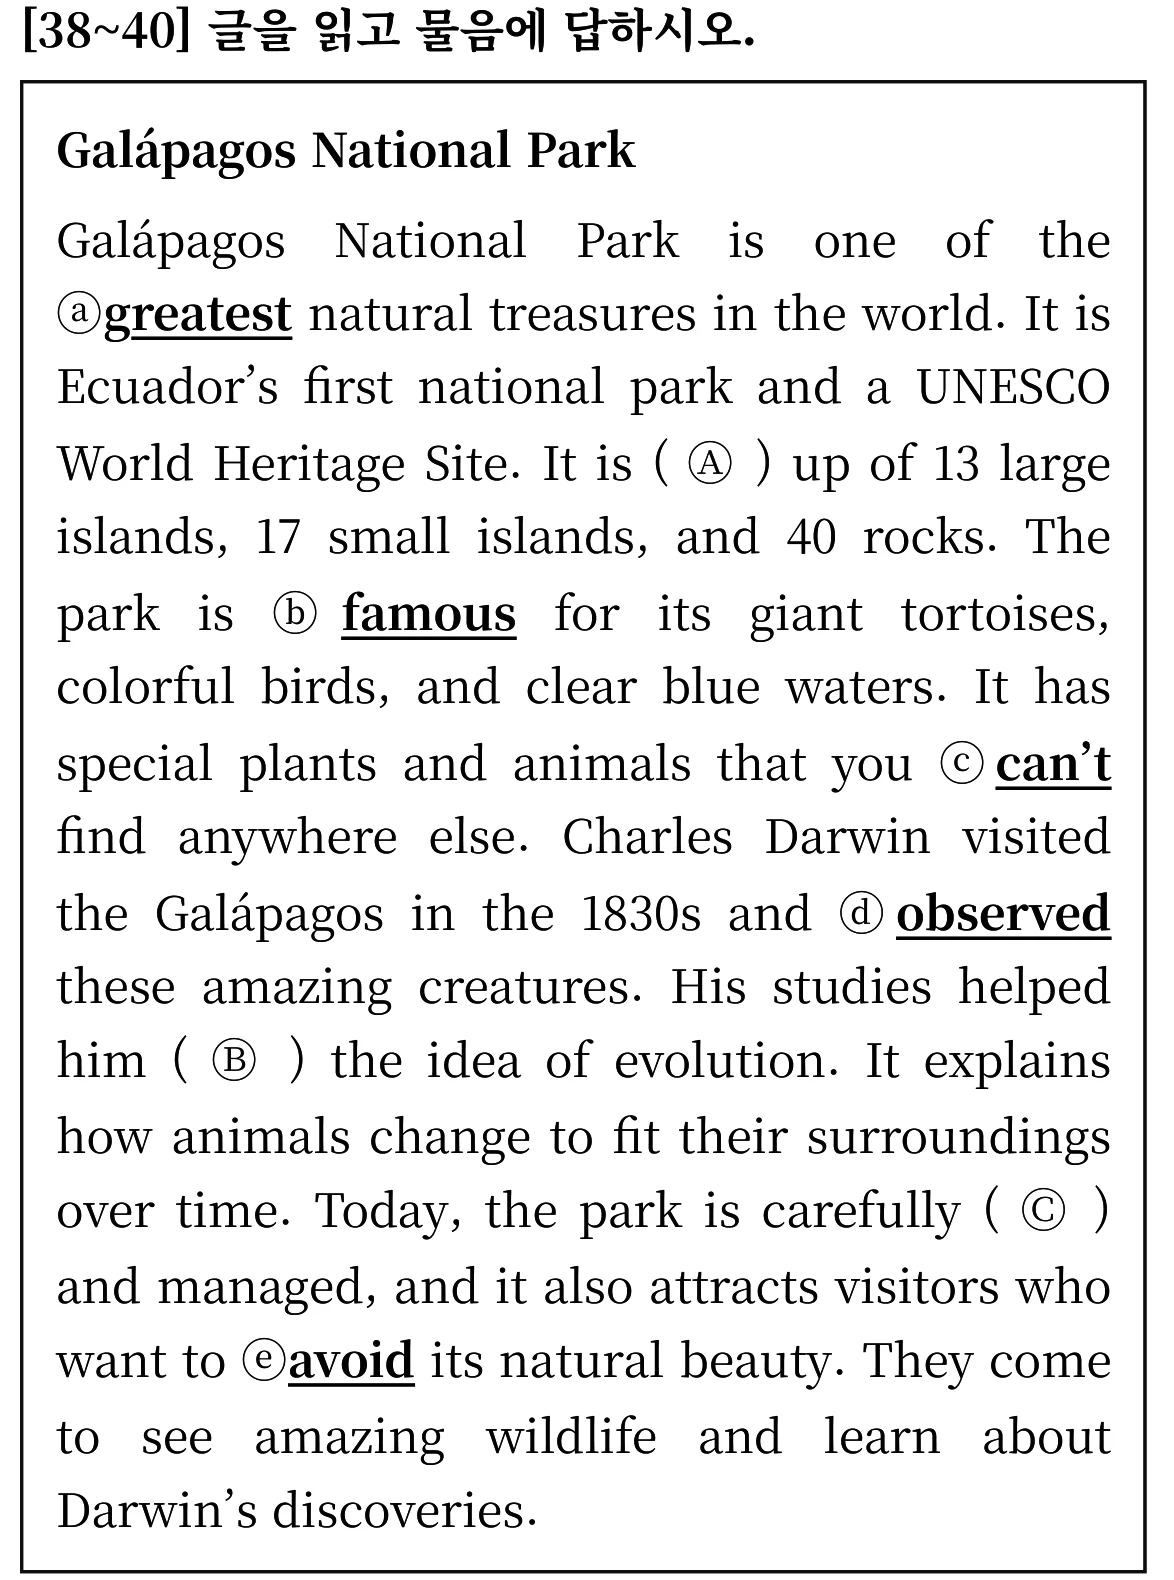 [38~40] 글을 읽고 물음에 답하시오.
Galápagos National Park
Galápagos National Park is one of the
ⓐgreatest natural treasures in the world. It is
Ecuador’s first national park and a UNESCO
World Heritage Site. It is ( Ⓐ ) up of 13 large
islands, 17 small islands, and 40 rocks. The
park is ⓑ famous for its giant tortoises,
colorful birds, and clear blue waters. It has
special plants and animals that you ⓒ can’t
find anywhere else. Charles Darwin visited
the Galápagos in the 1830s and ⓓ observed
these amazing creatures. His studies helped
him ( Ⓑ ) the idea of evolution. It explains
how animals change to fit their surroundings
over time. Today, the park is carefully ( Ⓒ )
and managed, and it also attracts visitors who
want to ⓔavoid its natural beauty. They come
to see amazing wildlife and learn about
Darwin’s discoveries.